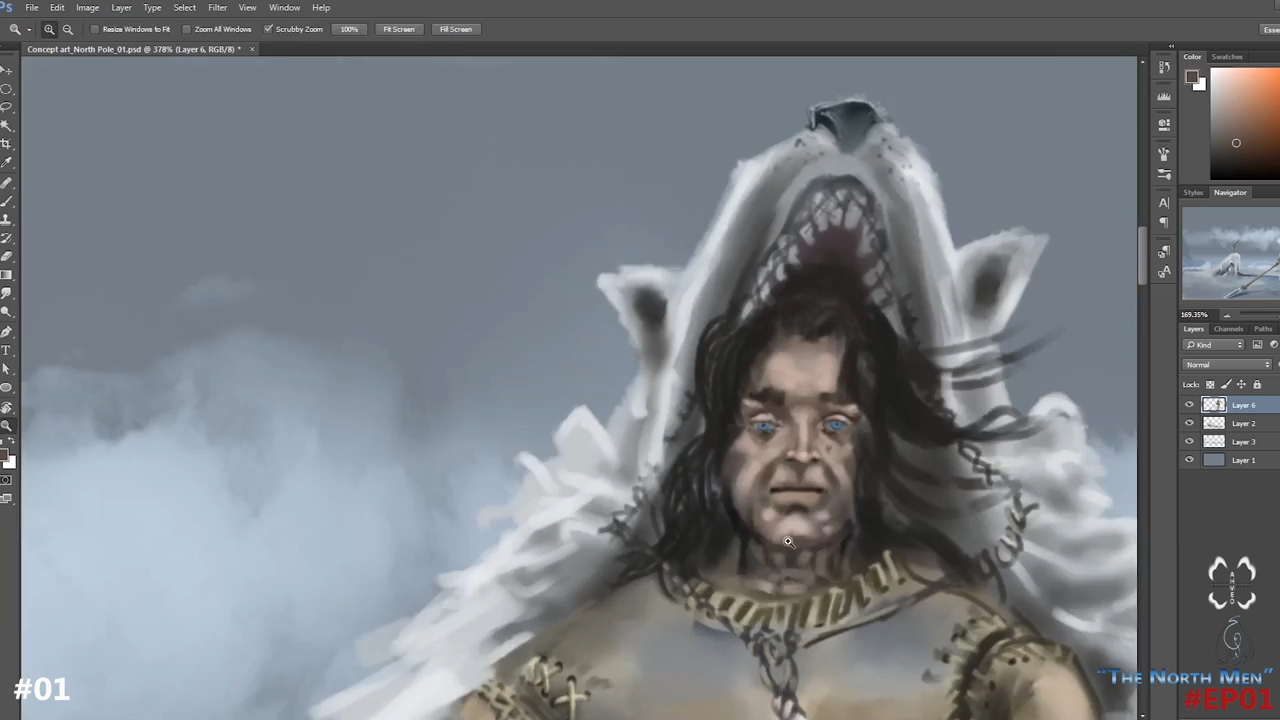 Ps File Edit Image Layer Type Select Filter View Window Help
Resize Windows to Fit Zoom All Windows Scrubby Zoom 100% Fit Screen Fill Screen Esse
Concept art_North Pole_01.psd @ 378% (Layer 6, RGB/8) * ×
Color Swatches
Styles Navigator
169.35%
Layers Channels Paths
Kind
Normal
Lock:
Layer 6
Layer 2
Layer 3
Layer 1
AHMED
"THE NORTH MEN"
#01
#EP01